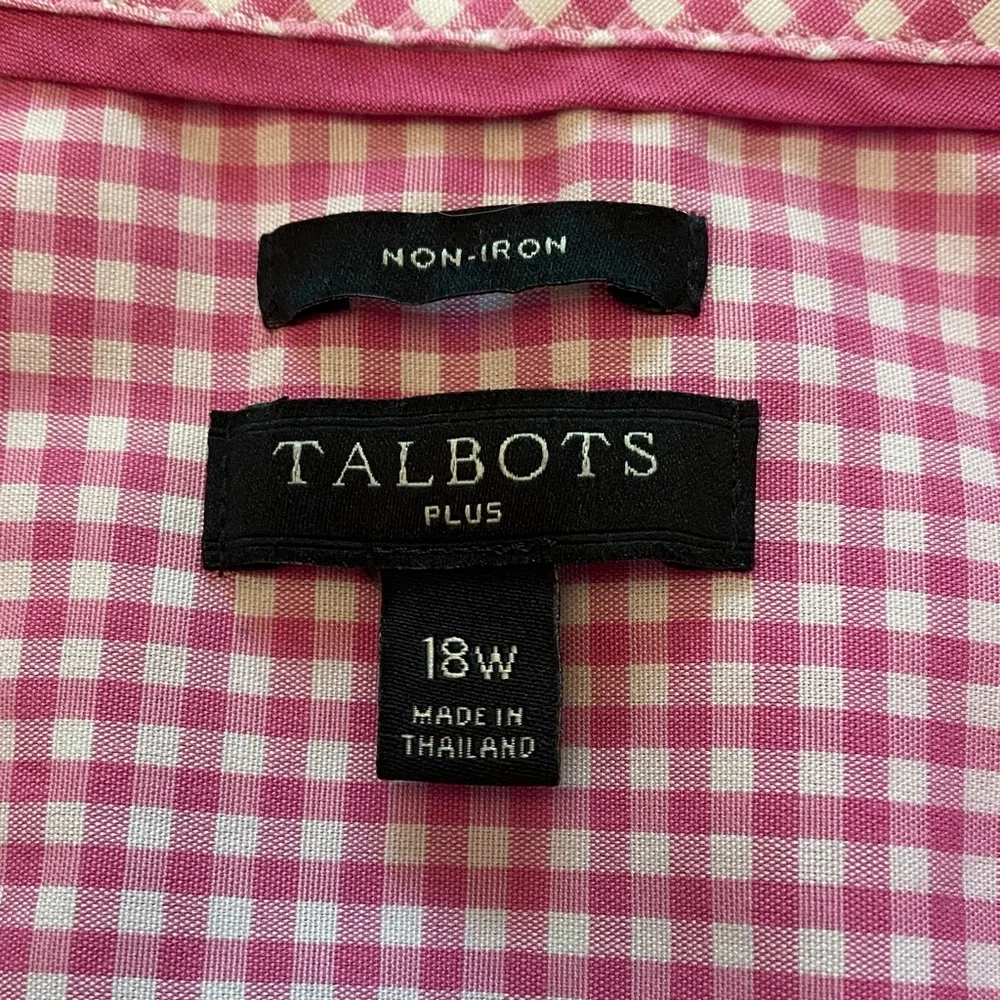 NON-IRON
TALBOTS
PLUS
18W
MADE IN
THAILAND